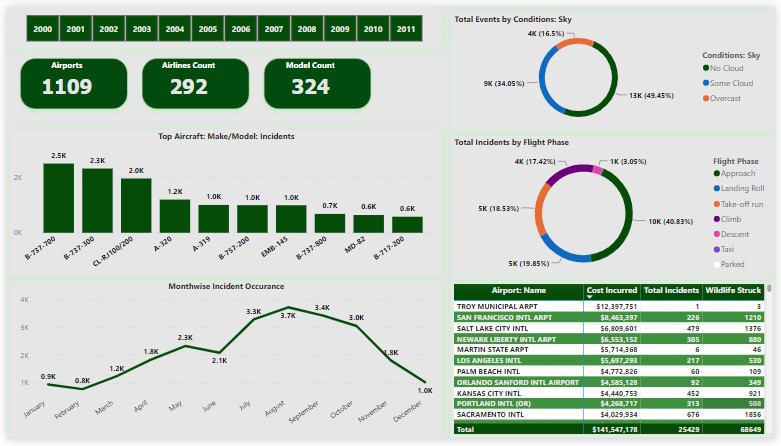 2000 2001 2002 2003 2004 2005 2006 2007 2008 2009 2010 2011
Airports
1109
Airlines Count
292
Model Count
324
Top Aircraft: Make/Model: Incidents
2K
0K
2.5K 2.3K 2.0K 1.2K 1.0K 1.0K 1.0K 0.7K 0.6K 0.6K
B-737-700 B-737-300 CL-RJ100/200 A-320 A-319 B-757-200 EMB-145 B-737-800 MD-82 B-717-200
Monthwise Incident Occurance
4K
3K
2K
1K
0.9K 0.8K 1.2K 1.8K 2.3K 2.1K 3.3K 3.7K 3.4K 3.0K 1.8K 1.0K
January February March April May June July August September October November December
Total Events by Conditions: Sky
4K (16.5%)
9K (34.05%)
13K (49.45%)
Conditions: Sky
No Cloud
Some Cloud
Overcast
Total Incidents by Flight Phase
4K (17.42%)
1K (3.05%)
5K (18.53%)
10K (40.83%)
5K (19.85%)
Flight Phase
Approach
Landing Roll
Take-off run
Climb
Descent
Taxi
Parked
Airport: Name Cost Incurred Total Incidents Wildlife Struck
TROY MUNICIPAL ARPT $12,397,751 1 3
SAN FRANCISCO INTL ARPT $8,463,397 226 1210
SALT LAKE CITY INTL $6,809,601 479 1376
NEWARK LIBERTY INTL ARPT $6,553,152 305 880
MARTIN STATE ARPT $5,714,368 6 46
LOS ANGELES INTL $5,697,293 217 530
PALM BEACH INTL $4,772,826 60 109
ORLANDO SANFORD INTL AIRPORT $4,585,128 92 349
KANSAS CITY INTL $4,440,753 452 921
PORTLAND INTL (OR) $4,268,717 313 508
SACRAMENTO INTL $4,029,934 676 1856
Total $141,547,178 25429 68649